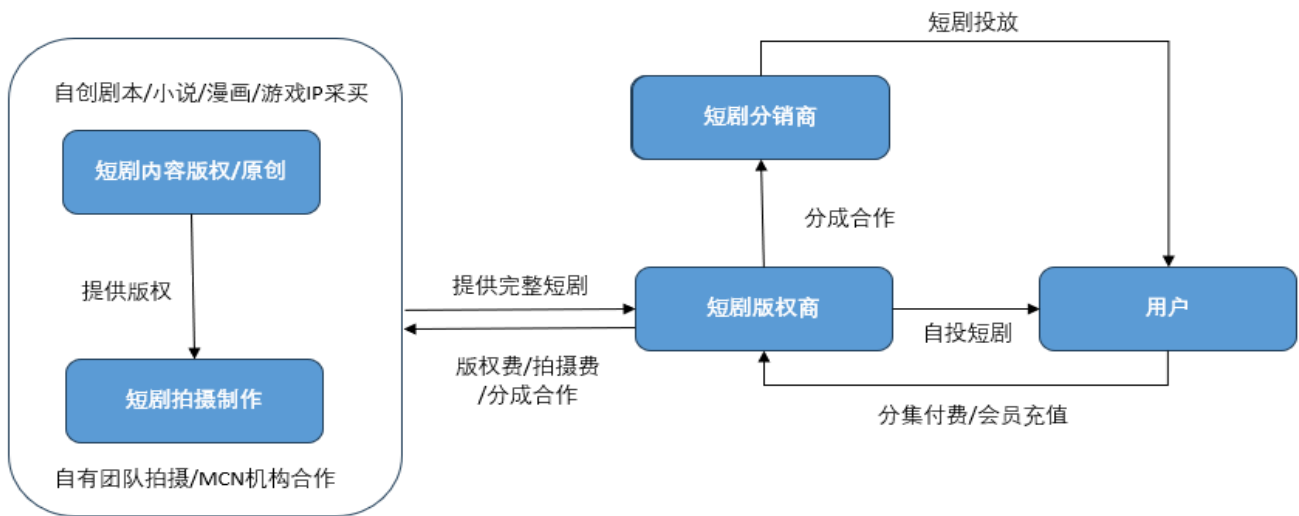 自创剧本/小说/漫画/游戏IP采买
短剧内容版权/原创
提供版权
短剧拍摄制作
自有团队拍摄/MCN机构合作
提供完整短剧
版权费/拍摄费
/分成合作
短剧投放
短剧分销商
分成合作
短剧版权商
自投短剧
用户
分集付费/会员充值